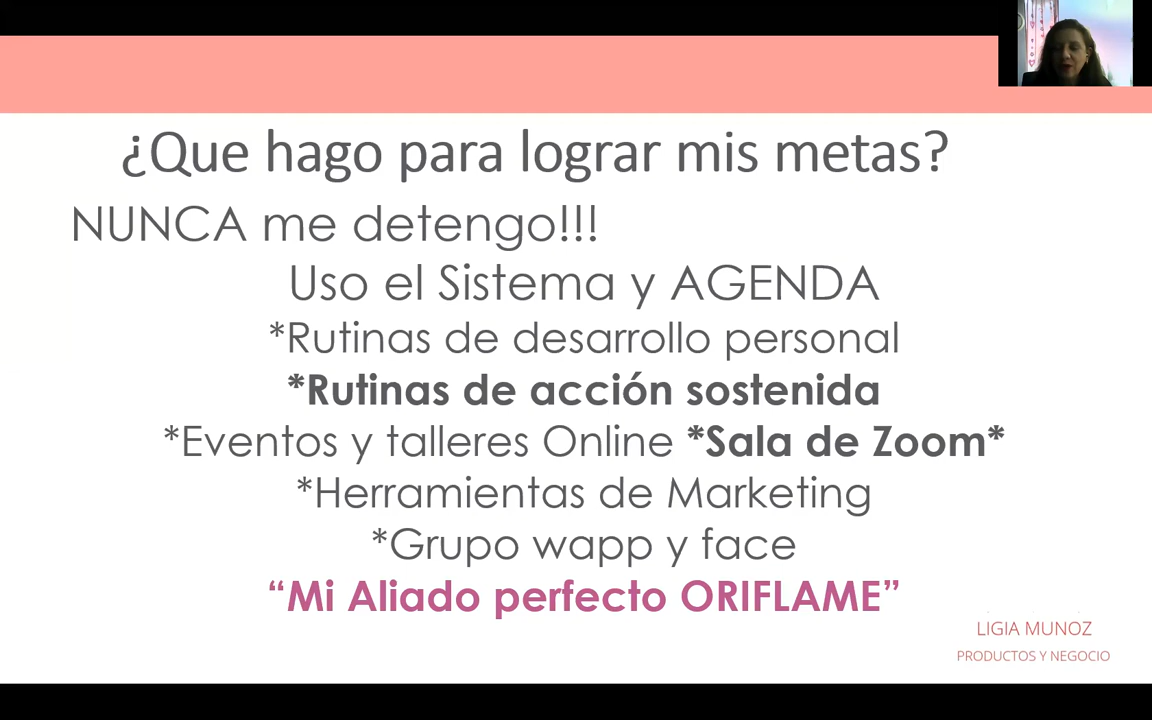 ¿Que hago para lograr mis metas?
NUNCA me detengo!!!
Uso el Sistema y AGENDA
*Rutinas de desarrollo personal
*Rutinas de acción sostenida
*Eventos y talleres Online *Sala de Zoom*
*Herramientas de Marketing
*Grupo wapp y face
“Mi Aliado perfecto ORIFLAME”
LIGIA MUNOZ
PRODUCTOS Y NEGOCIO